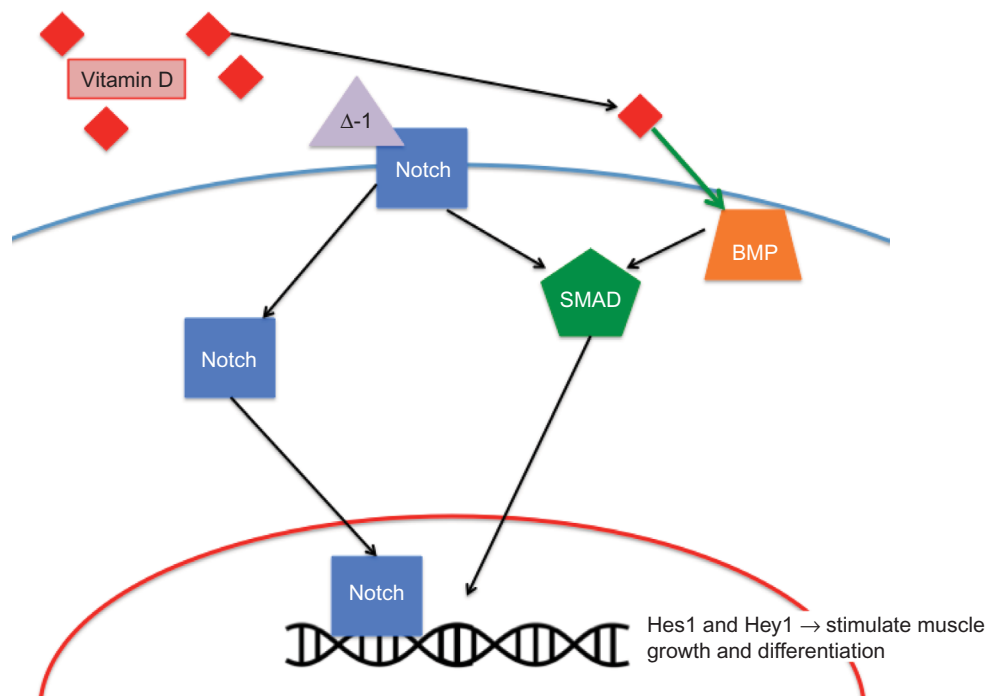 Vitamin D
Δ-1
Notch
BMP
SMAD
Notch
Notch
Hes1 and Hey1 → stimulate muscle
growth and differentiation